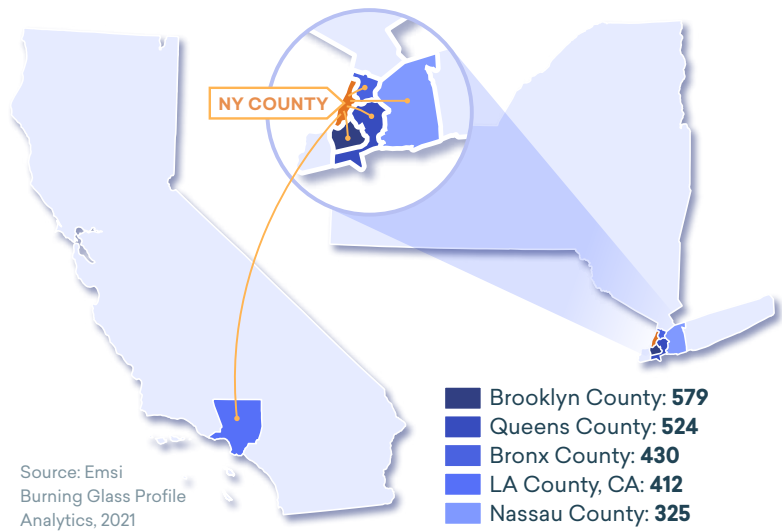 NY COUNTY
Brooklyn County: 579
Queens County: 524
Bronx County: 430
LA County, CA: 412
Nassau County: 325
Source: Emsi
Burning Glass Profile
Analytics, 2021